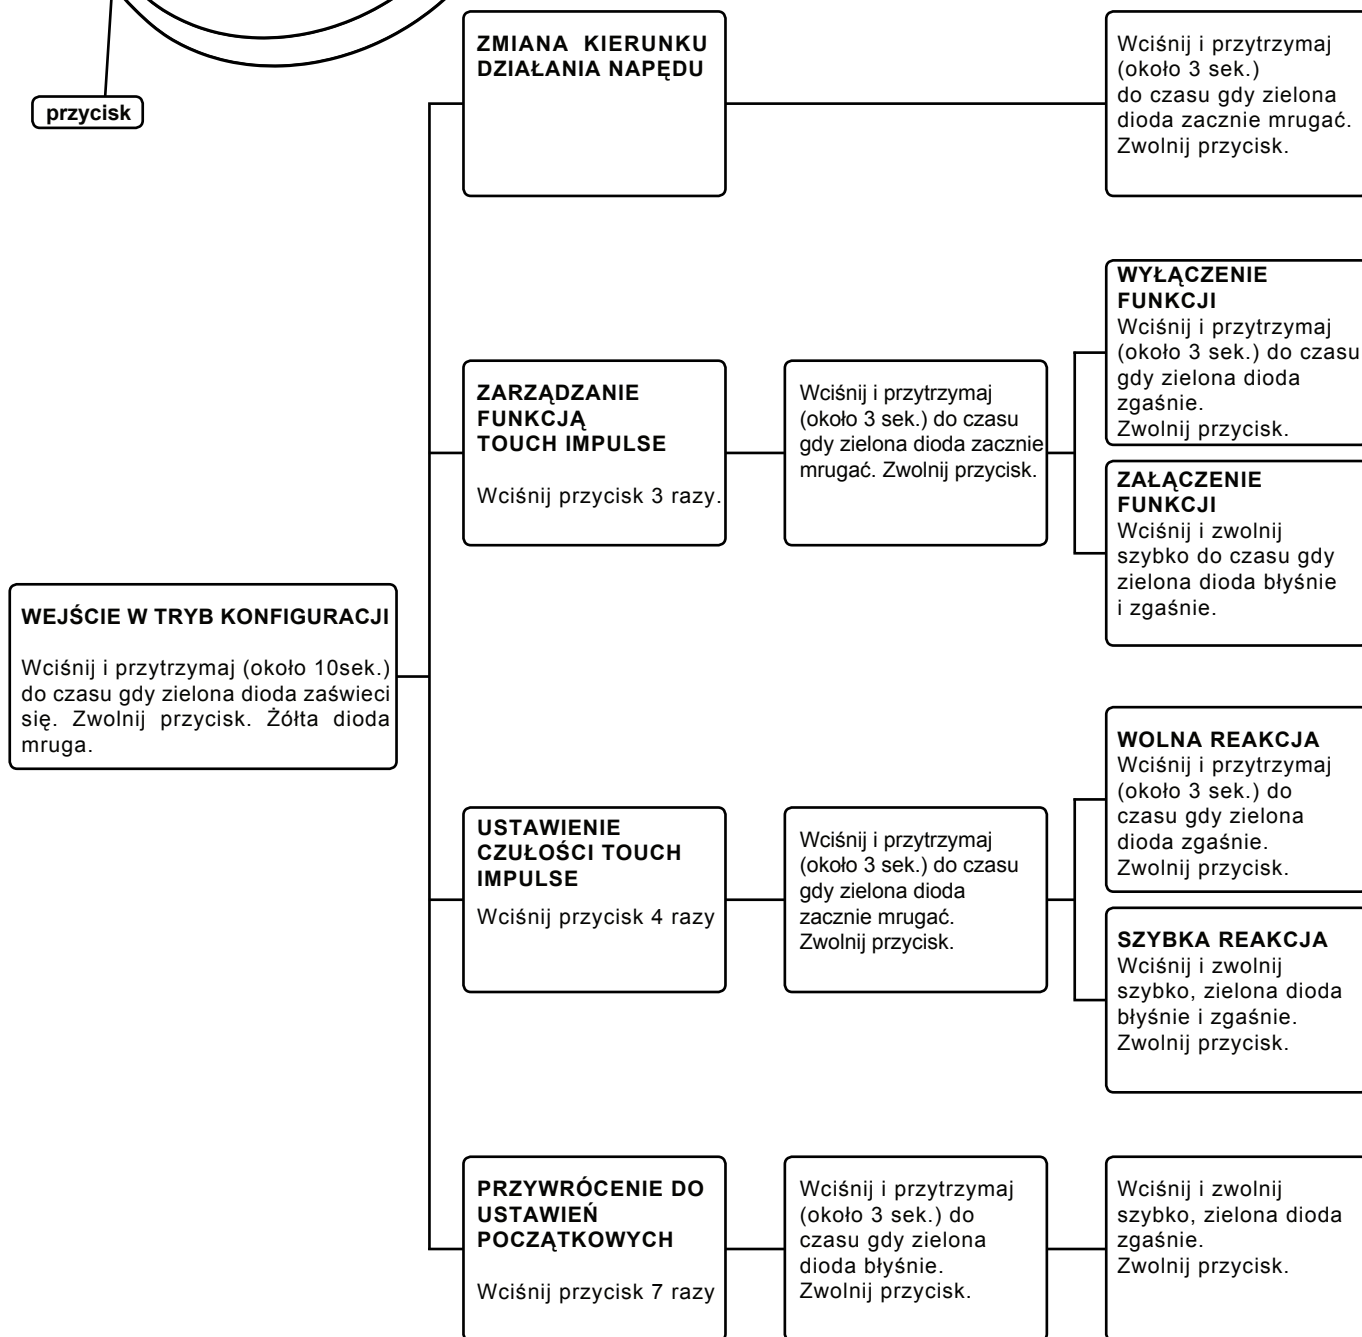 przycisk
ZMIANA KIERUNKU
DZIAŁANIA NAPĘDU
Wciśnij i przytrzymaj
(około 3 sek.)
do czasu gdy zielona
dioda zacznie mrugać.
Zwolnij przycisk.
WYŁĄCZENIE
FUNKCJI
Wciśnij i przytrzymaj
(około 3 sek.) do czasu
gdy zielona dioda
zgaśnie.
Zwolnij przycisk.
ZARZĄDZANIE
FUNKCJĄ
TOUCH IMPULSE
Wciśnij przycisk 3 razy.
Wciśnij i przytrzymaj
(około 3 sek.) do czasu
gdy zielona dioda zacznie
mrugać. Zwolnij przycisk.
ZAŁĄCZENIE
FUNKCJI
Wciśnij i zwolnij
szybko do czasu gdy
zielona dioda błyśnie
i zgaśnie.
WEJŚCIE W TRYB KONFIGURACJI
Wciśnij i przytrzymaj (około 10sek.)
do czasu gdy zielona dioda zaświeci
się. Zwolnij przycisk. Żółta dioda
mruga.
WOLNA REAKCJA
Wciśnij i przytrzymaj
(około 3 sek.) do
czasu gdy zielona
dioda zgaśnie.
Zwolnij przycisk.
USTAWIENIE
CZUŁOŚCI TOUCH
IMPULSE
Wciśnij przycisk 4 razy
Wciśnij i przytrzymaj
(około 3 sek.) do czasu
gdy zielona dioda
zacznie mrugać.
Zwolnij przycisk.
SZYBKA REAKCJA
Wciśnij i zwolnij
szybko, zielona dioda
błyśnie i zgaśnie.
Zwolnij przycisk.
PRZYWRÓCENIE DO
USTAWIEŃ
POCZĄTKOWYCH
Wciśnij przycisk 7 razy
Wciśnij i przytrzymaj
(około 3 sek.) do
czasu gdy zielona
dioda błyśnie.
Zwolnij przycisk.
Wciśnij i zwolnij
szybko, zielona dioda
zgaśnie.
Zwolnij przycisk.